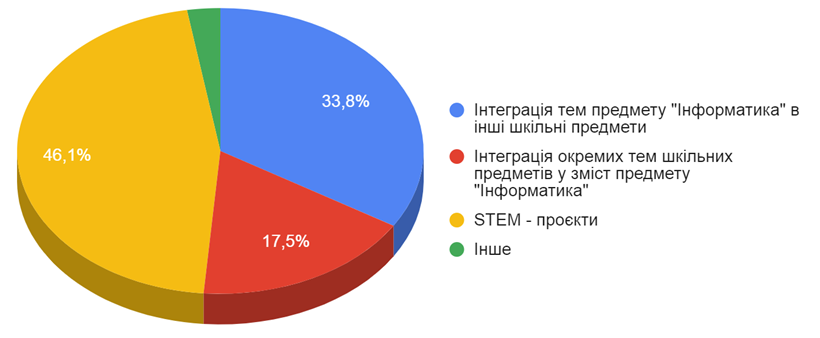 33,8%
46,1%
17,5%
Інтеграція тем предмету "Інформатика" в
інші шкільні предмети
Інтеграція окремих тем шкільних
предметів у зміст предмету
"Інформатика"
STEM - проєкти
Інше